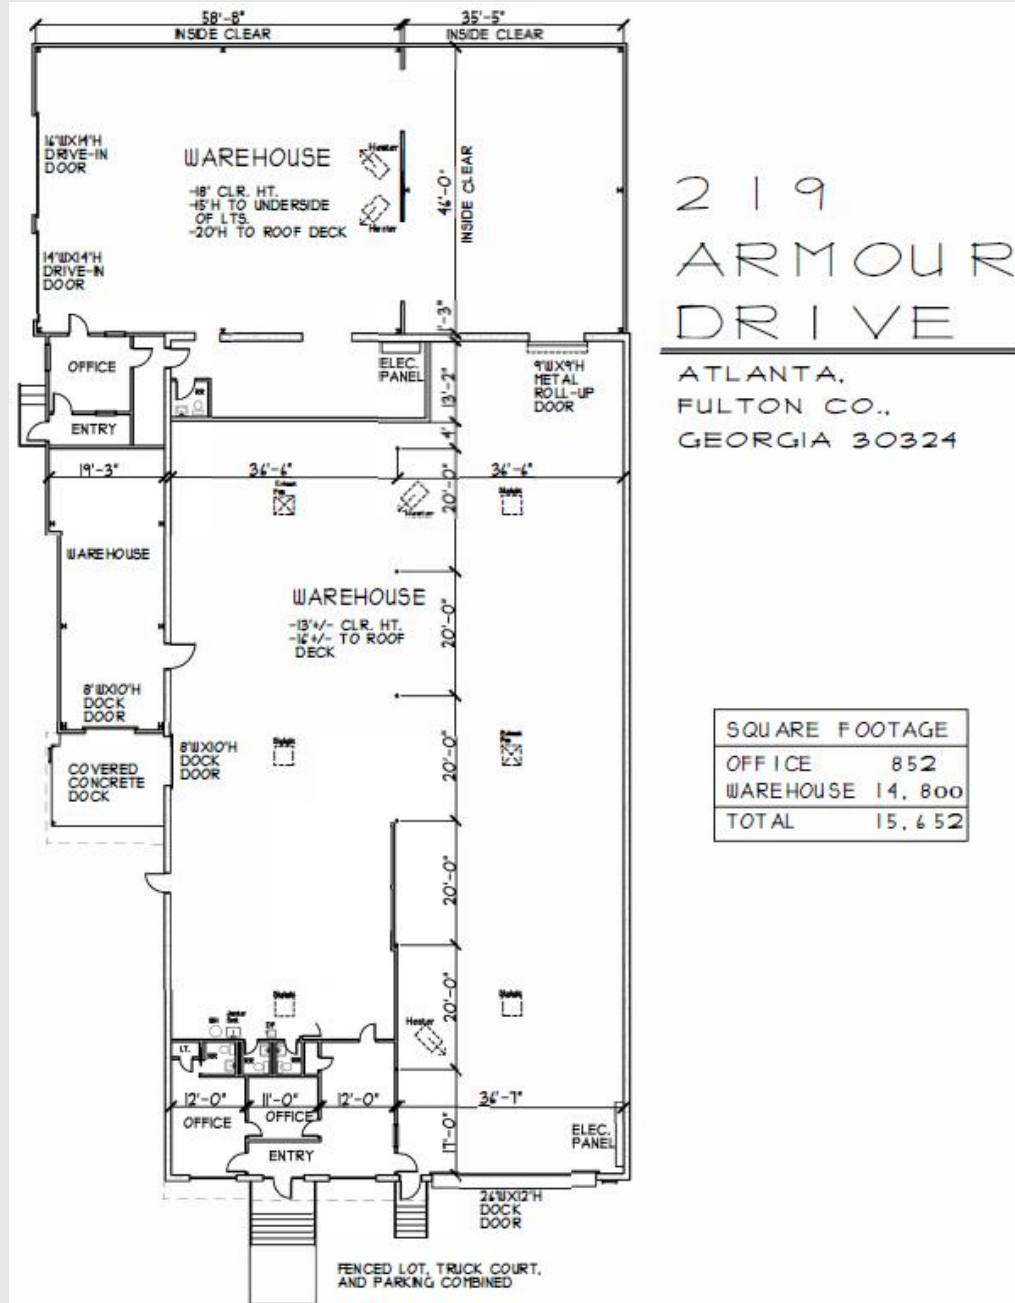 58'-8"
INSIDE CLEAR
35'-5"
INSIDE CLEAR
16'WX14'H
DRIVE-IN
DOOR
WAREHOUSE
-18' CLR. HT.
-15'H TO UNDERSIDE
OF LTS.
-20'H TO ROOF DECK
Heater
Heater
46'-0"
INSIDE CLEAR
14'WX14'H
DRIVE-IN
DOOR
219
ARMOUR
DRIVE
ATLANTA,
FULTON CO.,
GEORGIA 30324
OFFICE
ENTRY
RR
ELEC.
PANEL
1'-3"
13'-2"
4'
9'WX9'H
METAL
ROLL-UP
DOOR
19'-3"
36'-6"
36'-6"
20'-0"
Heater
WAREHOUSE
WAREHOUSE
-13'+/- CLR. HT.
-16'+/- TO ROOF
DECK
20'-0"
8'WX10'H
DOCK
DOOR
COVERED
CONCRETE
DOCK
8'WX10'H
DOCK
DOOR
20'-0"
SQUARE FOOTAGE
OFFICE 852
WAREHOUSE 14,800
TOTAL 15,652
20'-0"
20'-0"
Heater
I.T.
RR
RR
RR
12'-0"
11'-0"
12'-0"
36'-7"
OFFICE
OFFICE
ENTRY
17'-0"
ELEC.
PANEL
26'WX12'H
DOCK
DOOR
FENCED LOT, TRUCK COURT,
AND PARKING COMBINED